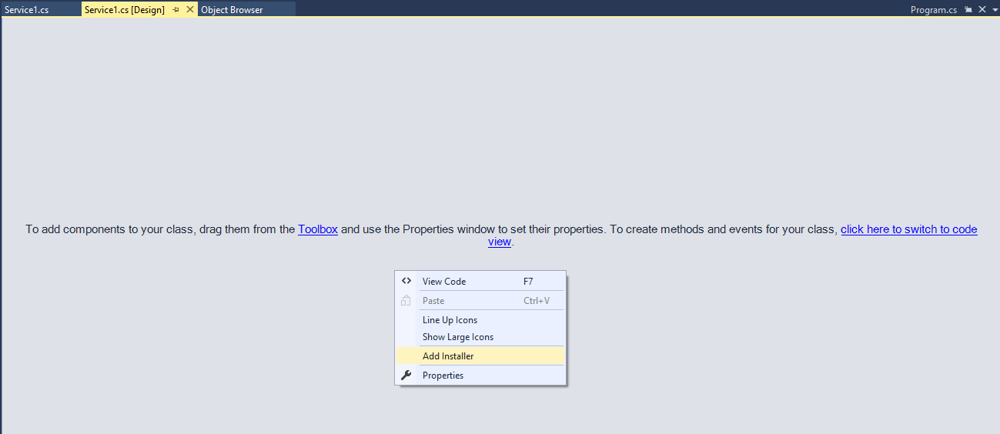 Service1.cs
Service1.cs [Design]
Object Browser
Program.cs
To add components to your class, drag them from the Toolbox and use the Properties window to set their properties. To create methods and events for your class, click here to switch to code
view.
View Code F7
Paste Ctrl+V
Line Up Icons
Show Large Icons
Add Installer
Properties